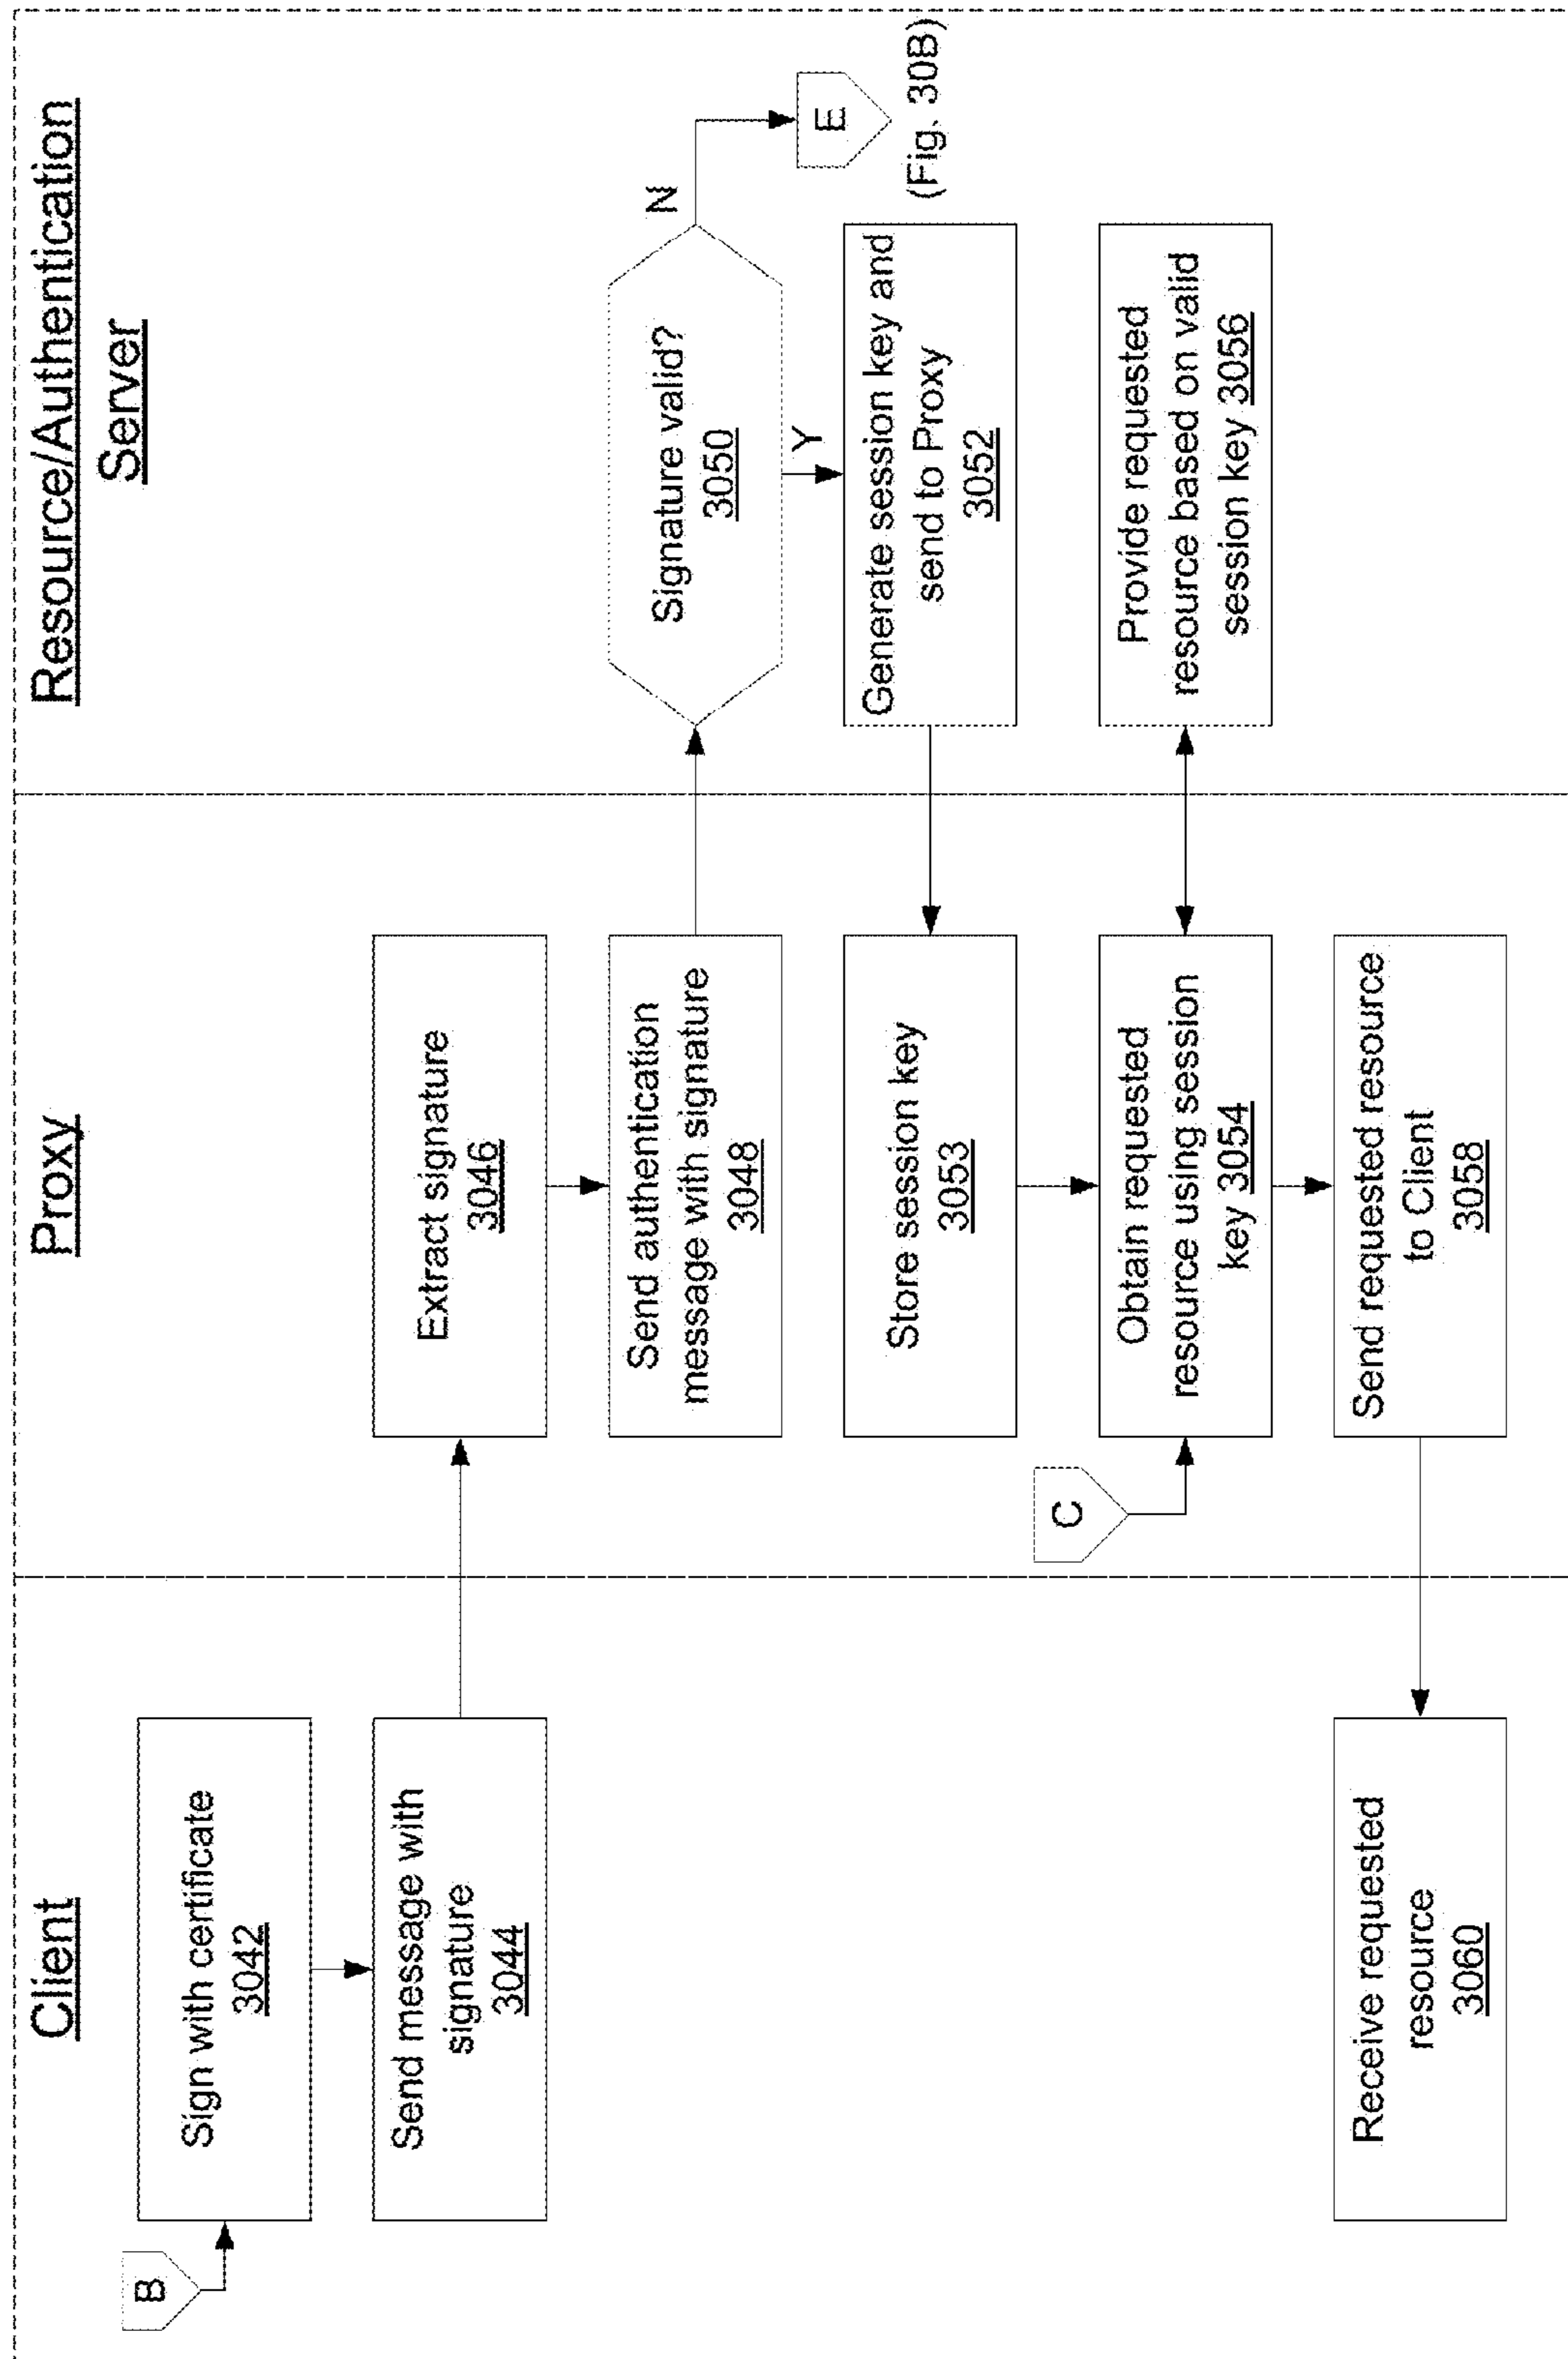 Client
Proxy
Resource/Authentication
Server
B
Sign with certificate
3042
Send message with
signature
3044
Extract signature
3046
Send authentication
message with signature
3048
Signature valid?
3050
N
E
(Fig. 30B)
Y
Generate session key and
send to Proxy
3052
Store session key
3053
C
Obtain requested
resource using session
key 3054
Provide requested
resource based on valid
session key 3056
Send requested resource
to Client
3058
Receive requested
resource
3060